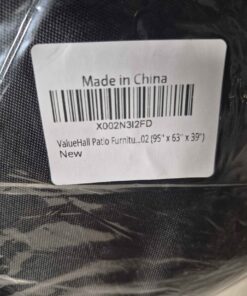 Made in China
X002N3I2FD
ValueHall Patio Furnitu...02 (95" x 63" x 39")
New